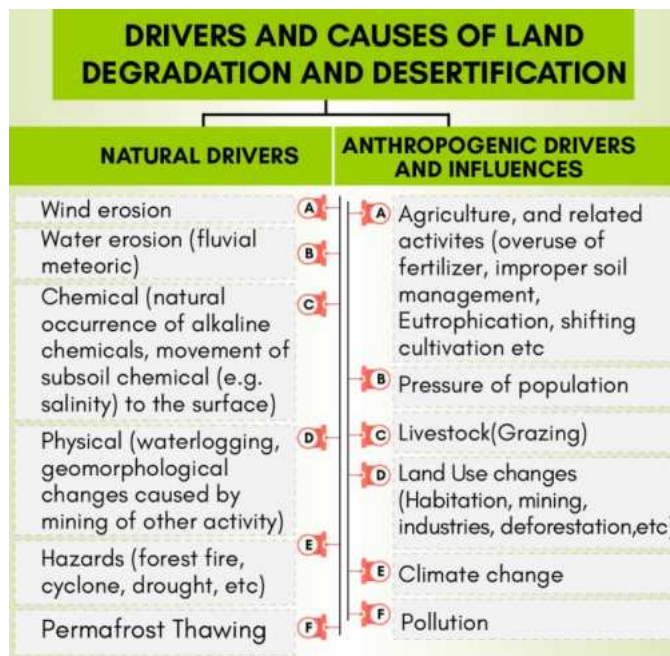 DRIVERS AND CAUSES OF LAND
DEGRADATION AND DESERTIFICATION
NATURAL DRIVERS
Wind erosion
A
Water erosion (fluvial
meteoric)
B
Chemical (natural
occurrence of alkaline
chemicals, movement of
subsoil chemical (e.g.
salinity) to the surface)
C
Physical (waterlogging,
geomorphological
changes caused by
mining of other activity)
D
Hazards (forest fire,
cyclone, drought, etc)
E
Permafrost Thawing
F
ANTHROPOGENIC DRIVERS
AND INFLUENCES
A
Agriculture, and related
activites (overuse of
fertilizer, improper soil
management,
Eutrophication, shifting
cultivation etc
B
Pressure of population
C
Livestock(Grazing)
D
Land Use changes
(Habitation, mining,
industries, deforestation,etc)
E
Climate change
F
Pollution